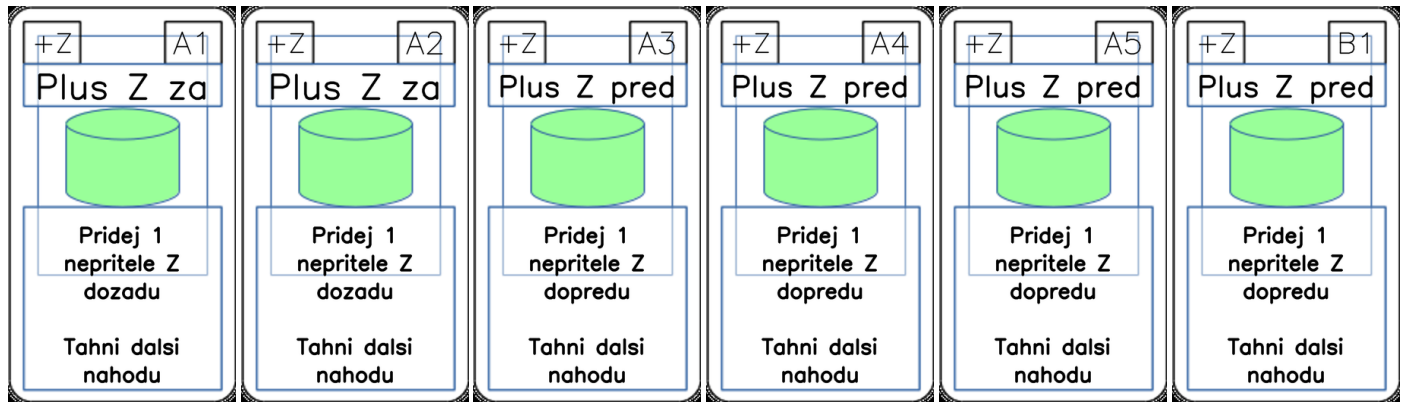 +Z A1
Plus Z za
Pridej 1
nepritele Z
dozadu
Tahni dalsi
nahodu
+Z A2
Plus Z za
Pridej 1
nepritele Z
dozadu
Tahni dalsi
nahodu
+Z A3
Plus Z pred
Pridej 1
nepritele Z
dopredu
Tahni dalsi
nahodu
+Z A4
Plus Z pred
Pridej 1
nepritele Z
dopredu
Tahni dalsi
nahodu
+Z A5
Plus Z pred
Pridej 1
nepritele Z
dopredu
Tahni dalsi
nahodu
+Z B1
Plus Z pred
Pridej 1
nepritele Z
dopredu
Tahni dalsi
nahodu